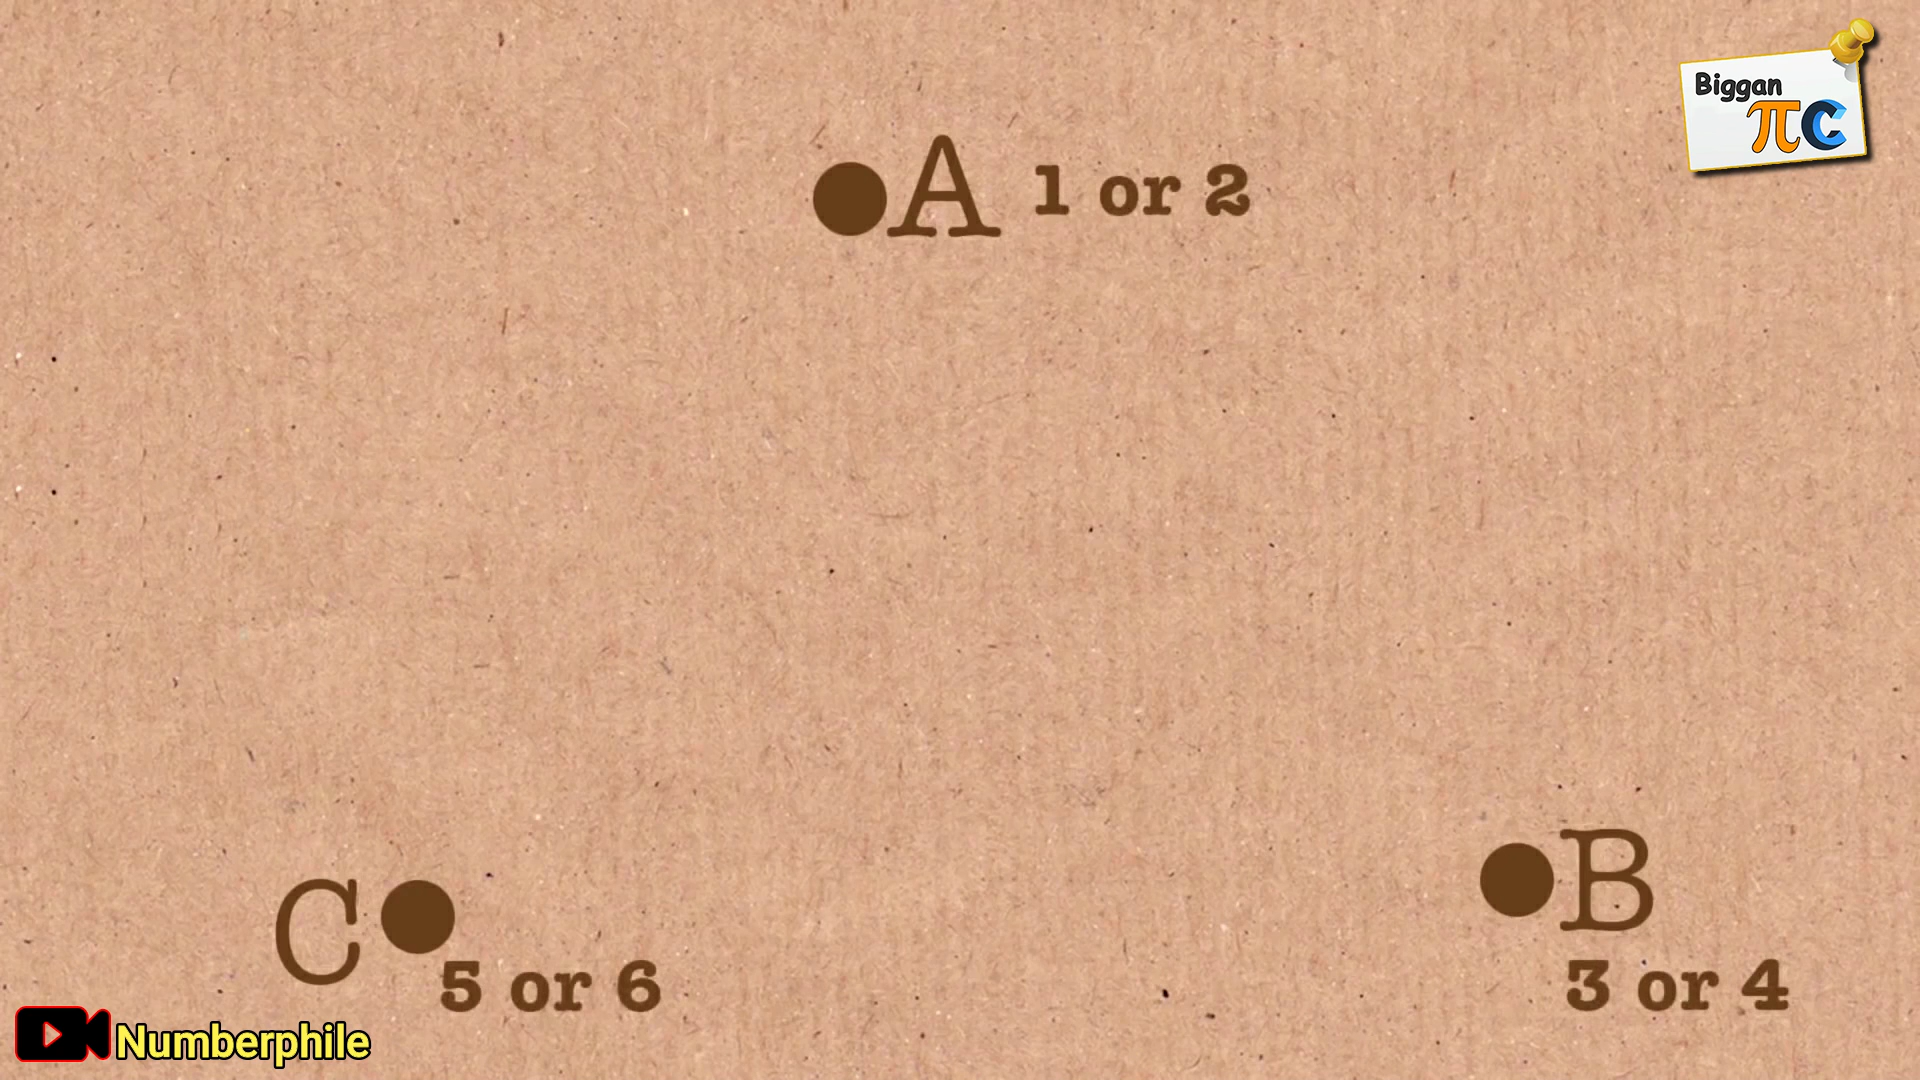 Biggan
πC
A 1 or 2
B
3 or 4
C
5 or 6
Numberphile